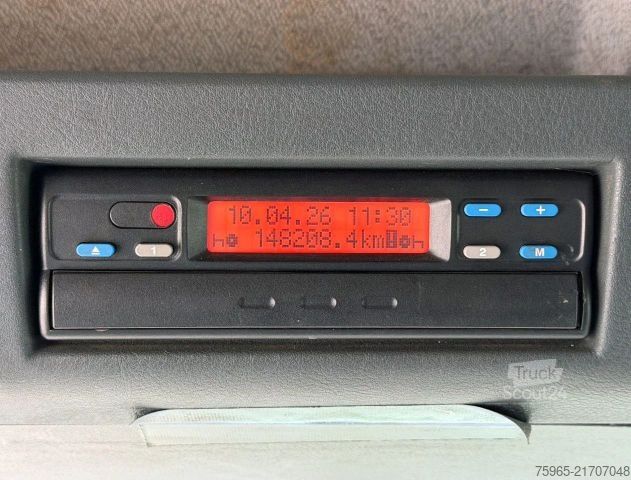 10.04.26 11:30
148208.4km
1
2
M
Truck
Scout24
75965-21707048